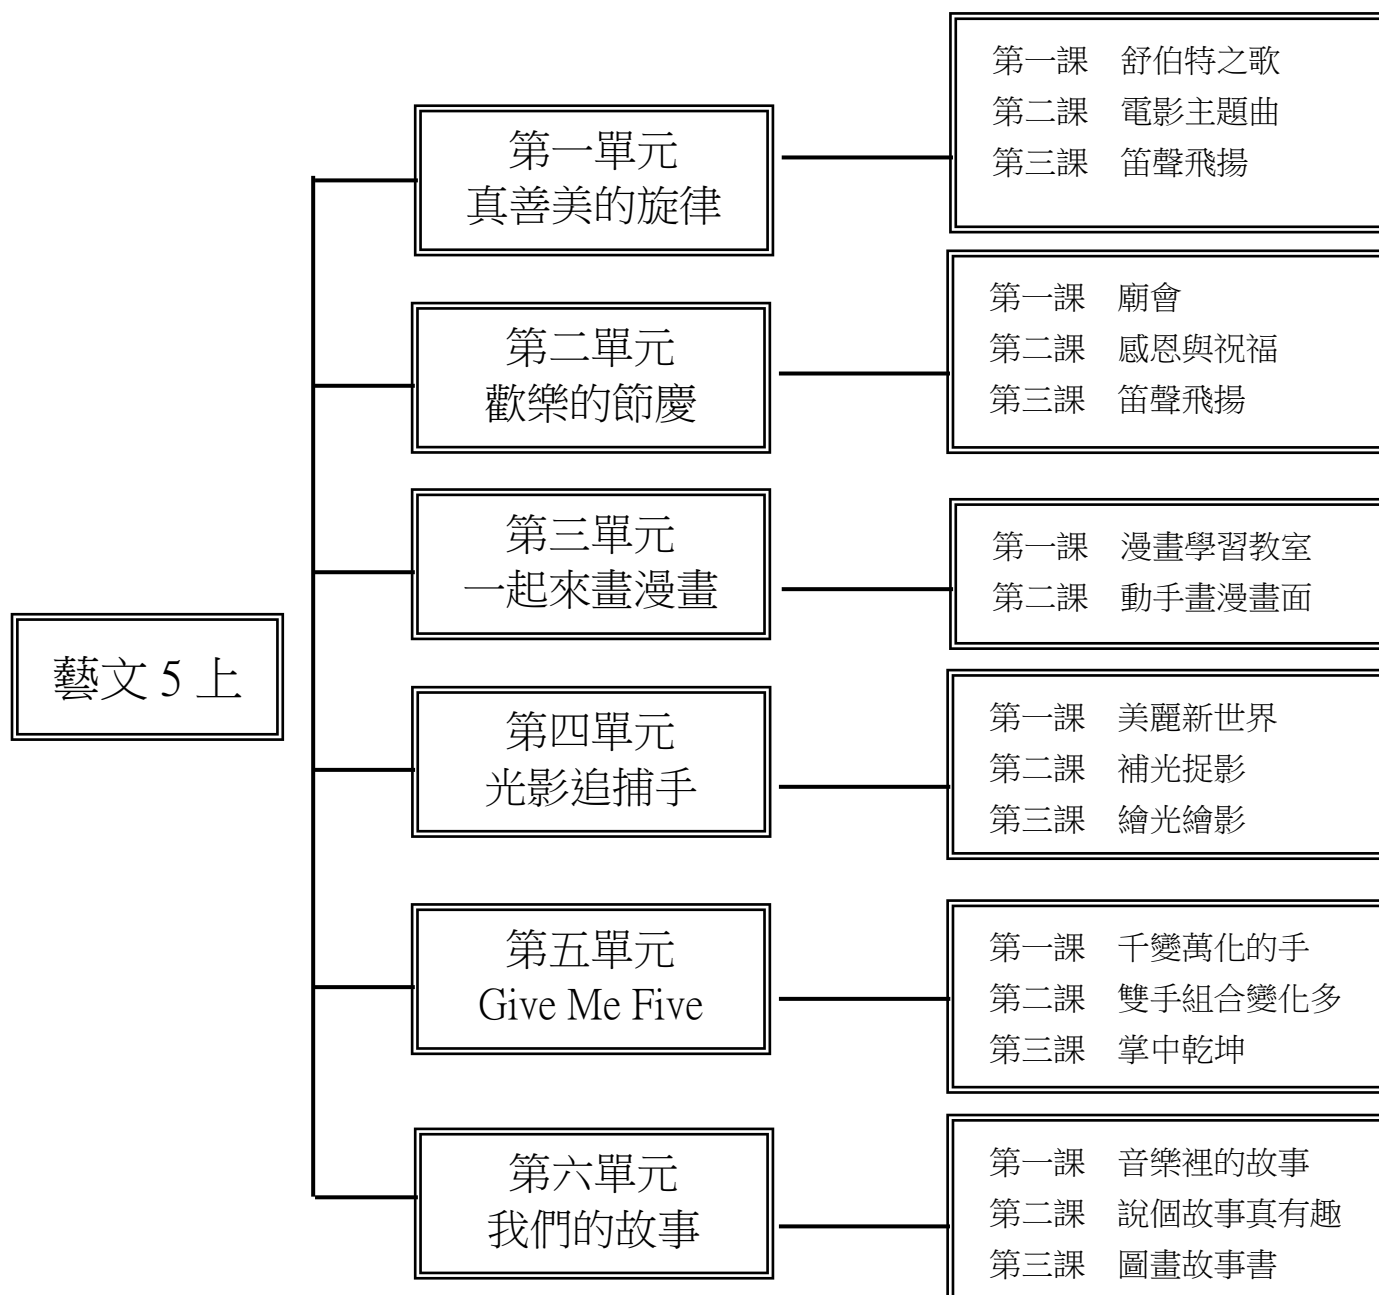 藝文 5 上
第一單元
真善美的旋律
第一課　舒伯特之歌
第二課　電影主題曲
第三課　笛聲飛揚
第二單元
歡樂的節慶
第一課　廟會
第二課　感恩與祝福
第三課　笛聲飛揚
第三單元
一起來畫漫畫
第一課　漫畫學習教室
第二課　動手畫漫畫面
第四單元
光影追捕手
第一課　美麗新世界
第二課　補光捉影
第三課　繪光繪影
第五單元
Give Me Five
第一課　千變萬化的手
第二課　雙手組合變化多
第三課　掌中乾坤
第六單元
我們的故事
第一課　音樂裡的故事
第二課　說個故事真有趣
第三課　圖畫故事書